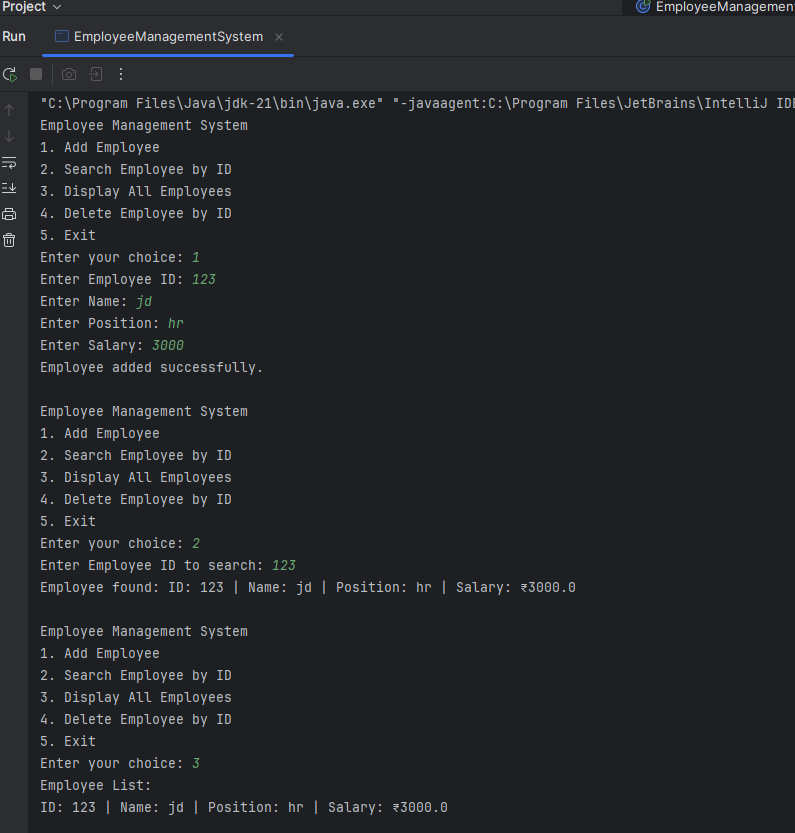 Project
EmployeeManagemen
Run
EmployeeManagementSystem
"C:\Program Files\Java\jdk-21\bin\java.exe" "-javaagent:C:\Program Files\JetBrains\IntelliJ IDE
Employee Management System
1. Add Employee
2. Search Employee by ID
3. Display All Employees
4. Delete Employee by ID
5. Exit
Enter your choice: 1
Enter Employee ID: 123
Enter Name: jd
Enter Position: hr
Enter Salary: 3000
Employee added successfully.
Employee Management System
1. Add Employee
2. Search Employee by ID
3. Display All Employees
4. Delete Employee by ID
5. Exit
Enter your choice: 2
Enter Employee ID to search: 123
Employee found: ID: 123 | Name: jd | Position: hr | Salary: ₹3000.0
Employee Management System
1. Add Employee
2. Search Employee by ID
3. Display All Employees
4. Delete Employee by ID
5. Exit
Enter your choice: 3
Employee List:
ID: 123 | Name: jd | Position: hr | Salary: ₹3000.0